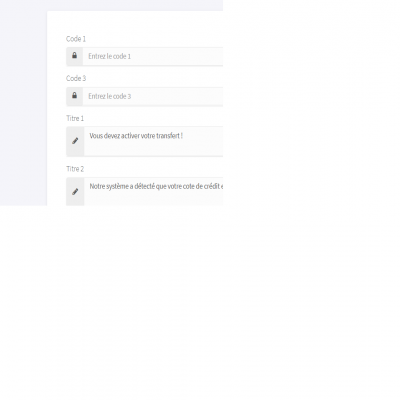 Code 1
Entrez le code 1
Code 3
Entrez le code 3
Titre 1
Vous devez activer votre transfert !
Titre 2
Notre système a détecté que votre cote de crédit e